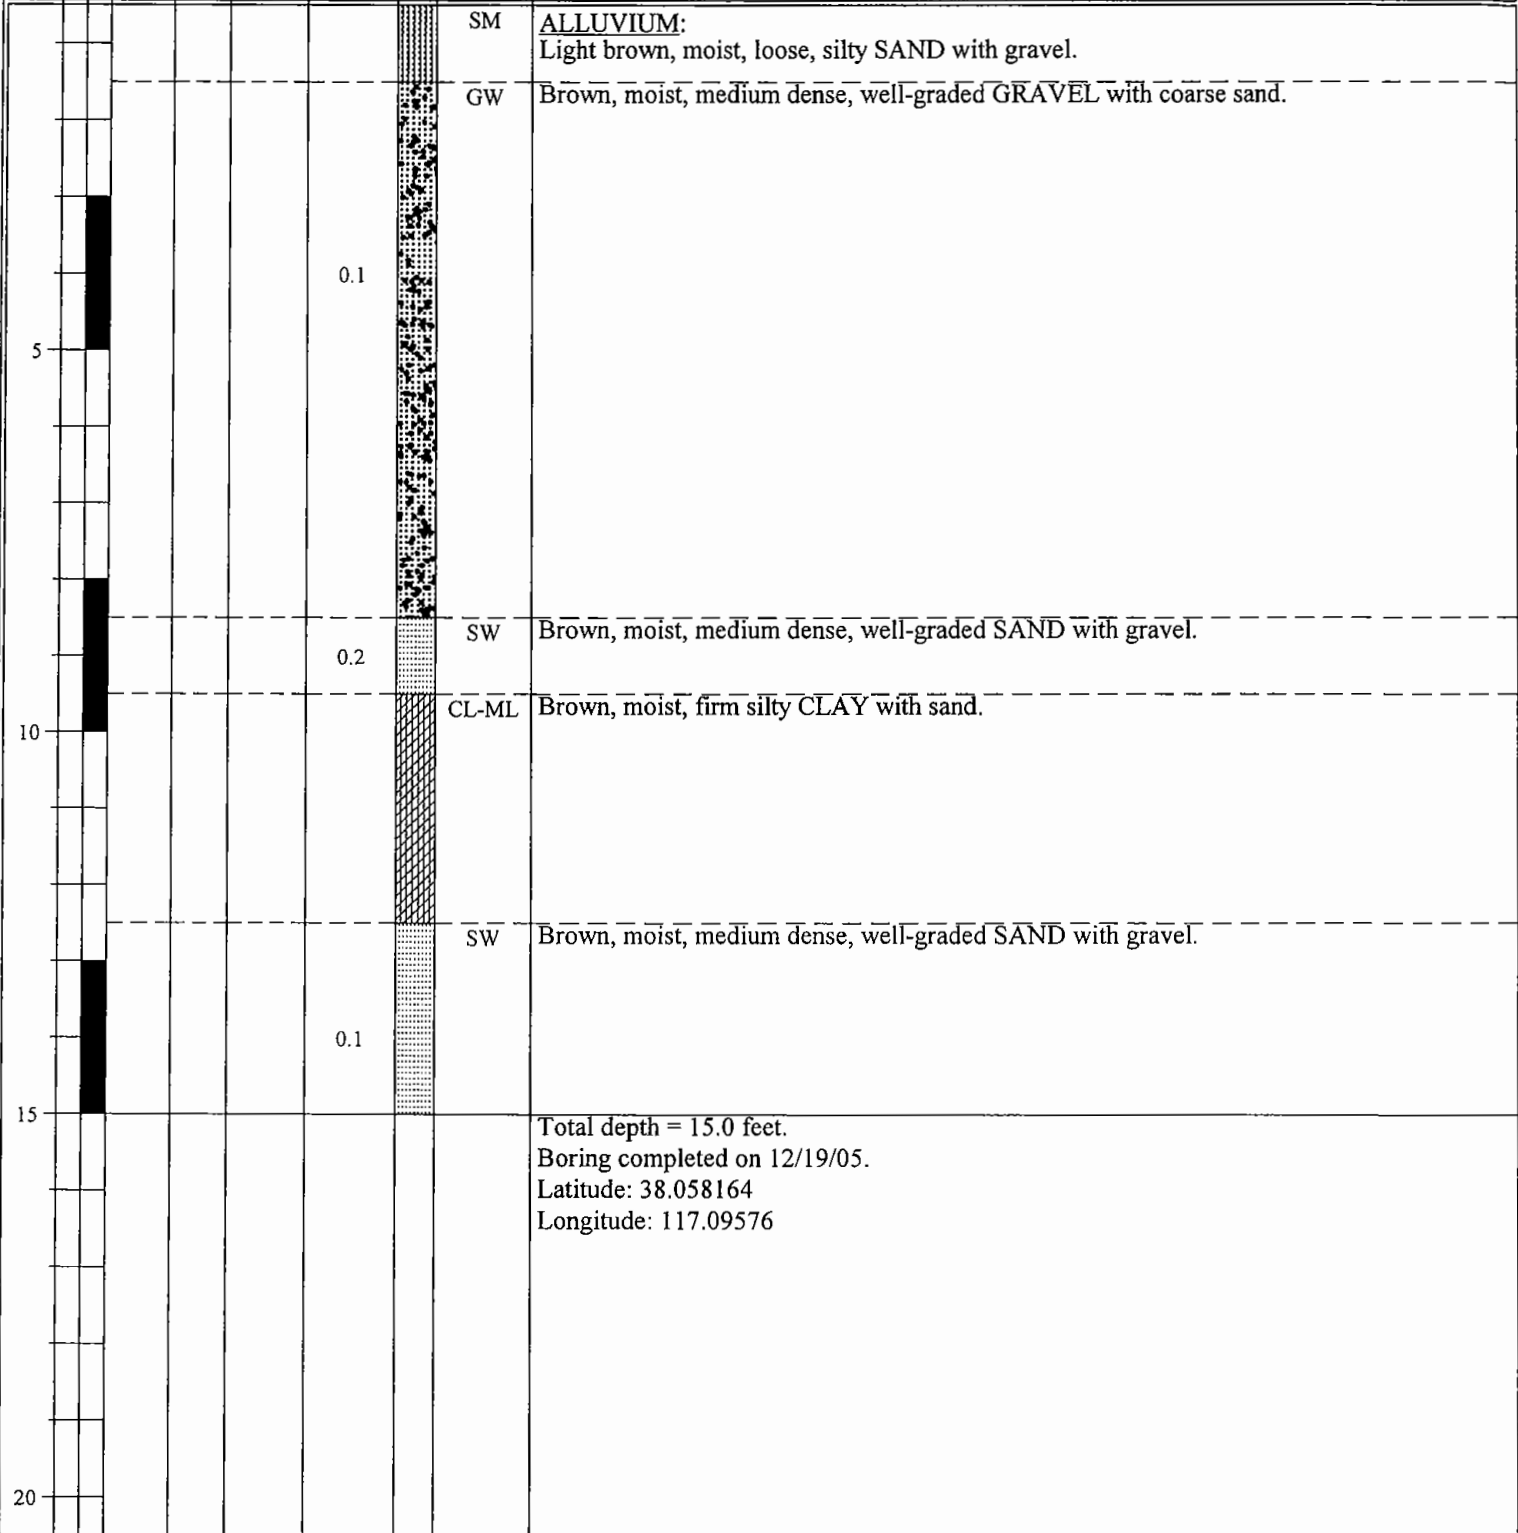 SM ALLUVIUM:
Light brown, moist, loose, silty SAND with gravel.
GW Brown, moist, medium dense, well-graded GRAVEL with coarse sand.
0.1
5
SW Brown, moist, medium dense, well-graded SAND with gravel.
0.2
CL-ML Brown, moist, firm silty CLAY with sand.
10
SW Brown, moist, medium dense, well-graded SAND with gravel.
0.1
15
Total depth = 15.0 feet.
Boring completed on 12/19/05.
Latitude: 38.058164
Longitude: 117.09576
20